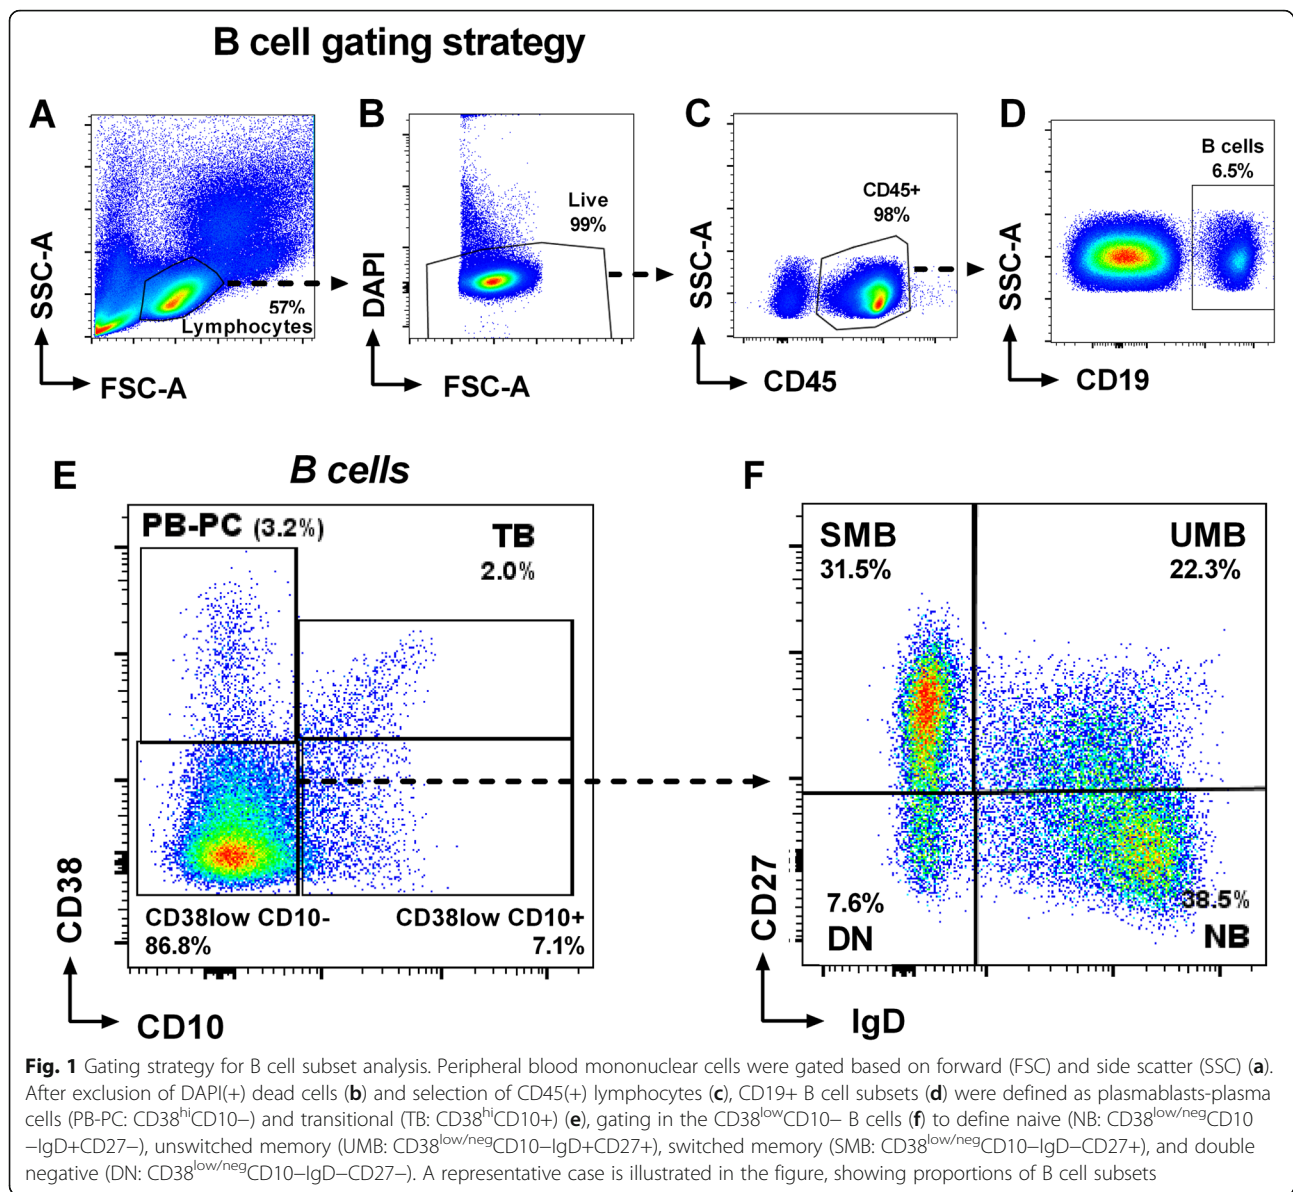 B cell gating strategy
A
SSC-A
57%
Lymphocytes
FSC-A
B
DAPI
Live
99%
FSC-A
C
SSC-A
CD45+
98%
CD45
D
SSC-A
B cells
6.5%
CD19
E
B cells
PB-PC (3.2%)
TB
2.0%
CD38
CD38low CD10-
86.8%
CD38low CD10+
7.1%
CD10
F
SMB
31.5%
UMB
22.3%
CD27
7.6%
DN
38.5%
NB
IgD
Fig. 1 Gating strategy for B cell subset analysis. Peripheral blood mononuclear cells were gated based on forward (FSC) and side scatter (SSC) (a).
After exclusion of DAPI(+) dead cells (b) and selection of CD45(+) lymphocytes (c), CD19+ B cell subsets (d) were defined as plasmablasts-plasma
cells (PB-PC: CD38hiCD10−) and transitional (TB: CD38hiCD10+) (e), gating in the CD38lowCD10− B cells (f) to define naive (NB: CD38low/negCD10
−IgD+CD27−), unswitched memory (UMB: CD38low/negCD10−IgD+CD27+), switched memory (SMB: CD38low/negCD10−IgD−CD27+), and double
negative (DN: CD38low/negCD10−IgD−CD27−). A representative case is illustrated in the figure, showing proportions of B cell subsets